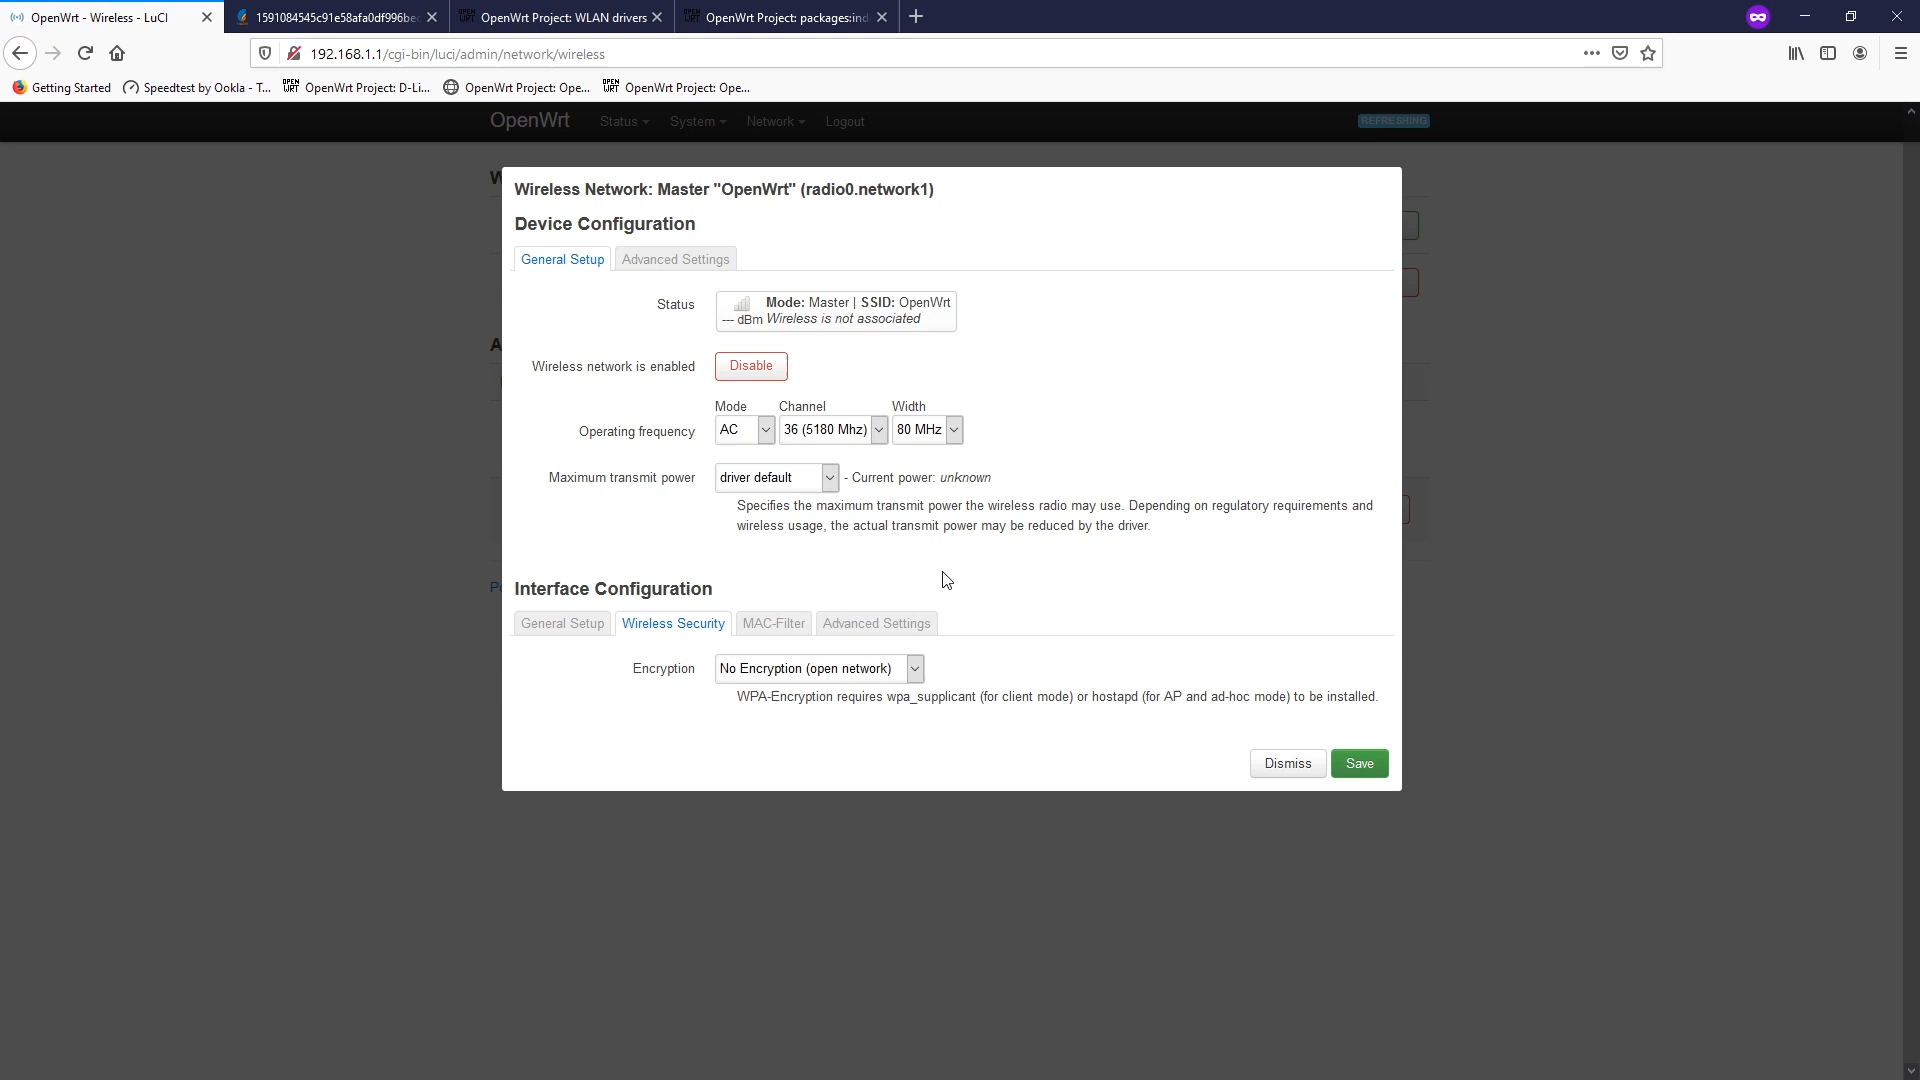 OpenWrt - Wireless - LuCI
1591084545c91e58afa0df996bec
OpenWrt Project: WLAN drivers
OpenWrt Project: packages:ind
192.168.1.1/cgi-bin/luci/admin/network/wireless
Getting Started
Speedtest by Ookla - T...
OpenWrt Project: D-Li...
OpenWrt Project: Ope...
OpenWrt Project: Ope...
OpenWrt
Status
System
Network
Logout
REFRESHING
Wireless Network: Master "OpenWrt" (radio0.network1)
Device Configuration
General Setup
Advanced Settings
Status
Mode: Master | SSID: OpenWrt
--- dBm Wireless is not associated
Wireless network is enabled
Disable
Mode Channel Width
Operating frequency
AC
36 (5180 Mhz)
80 MHz
Maximum transmit power
driver default
- Current power: unknown
Specifies the maximum transmit power the wireless radio may use. Depending on regulatory requirements and
wireless usage, the actual transmit power may be reduced by the driver.
Interface Configuration
General Setup
Wireless Security
MAC-Filter
Advanced Settings
Encryption
No Encryption (open network)
WPA-Encryption requires wpa_supplicant (for client mode) or hostapd (for AP and ad-hoc mode) to be installed.
Dismiss
Save